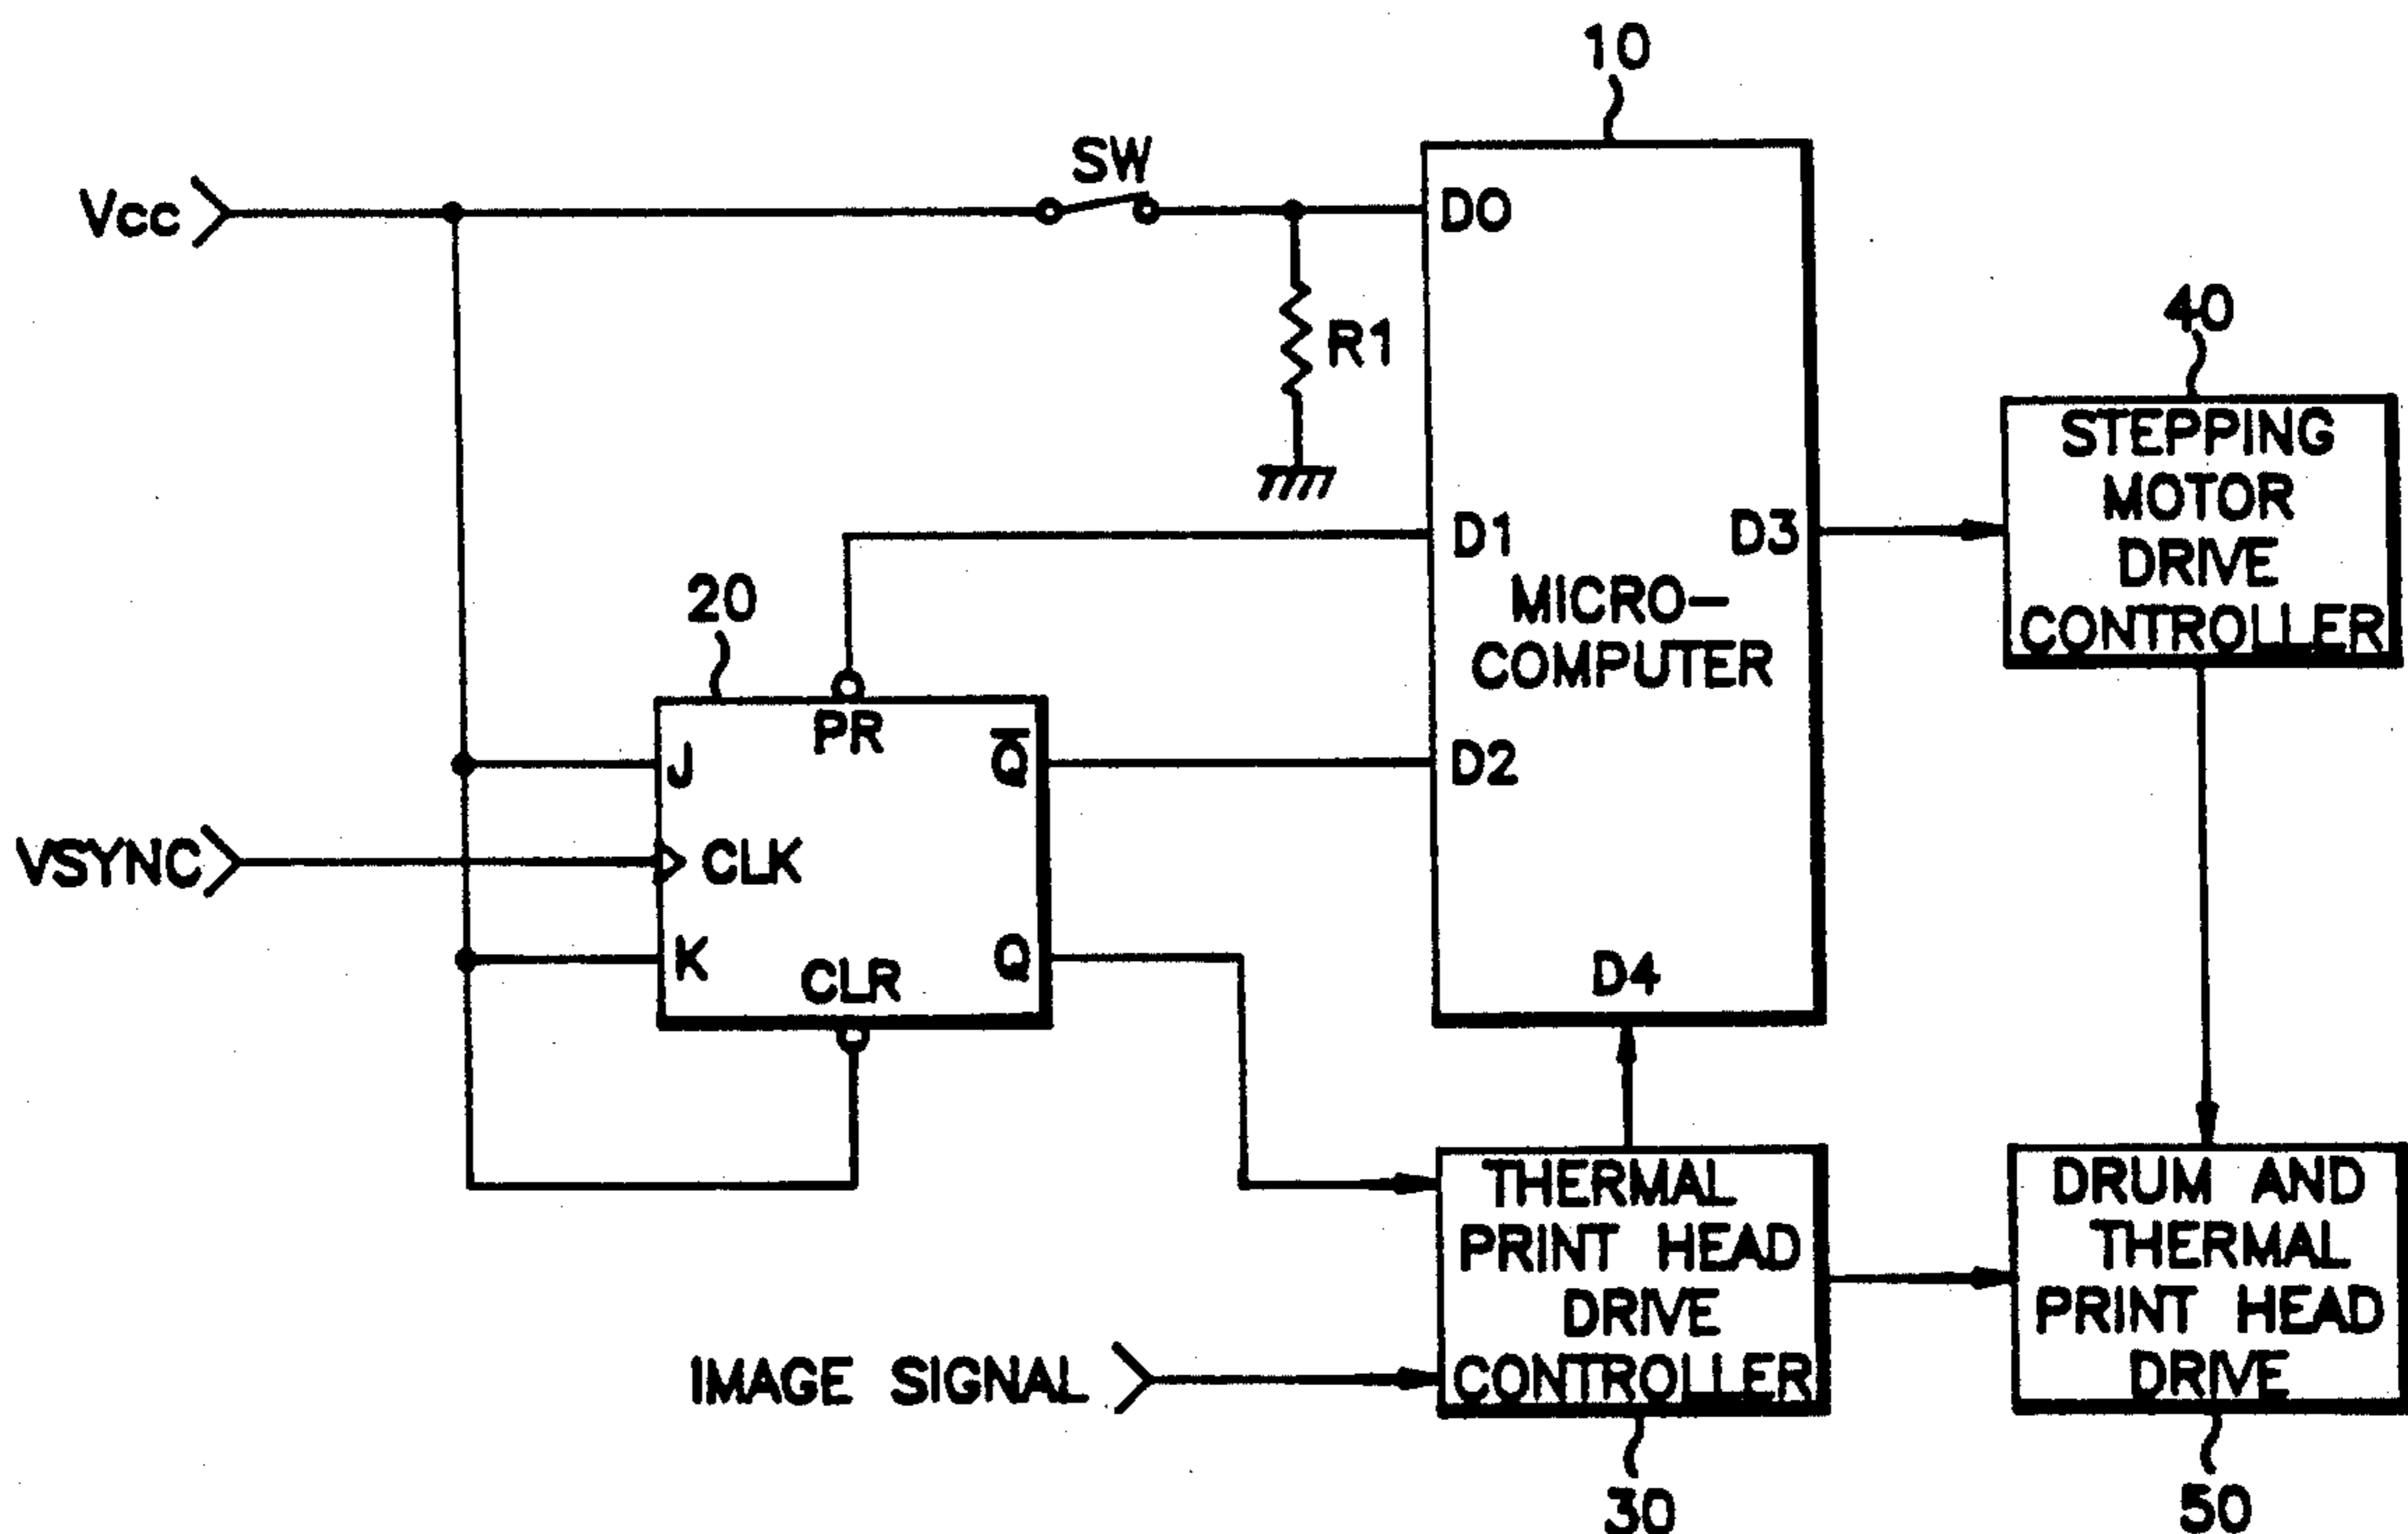 10
SW
Vcc
D0
R1
40
STEPPING
MOTOR
DRIVE
CONTROLLER
D1
D3
MICRO-
COMPUTER
20
PR
J
Q̅
D2
VSYNC
CLK
K
CLR
Q
D4
THERMAL
PRINT HEAD
DRIVE
CONTROLLER
DRUM AND
THERMAL
PRINT HEAD
DRIVE
IMAGE SIGNAL
30
50